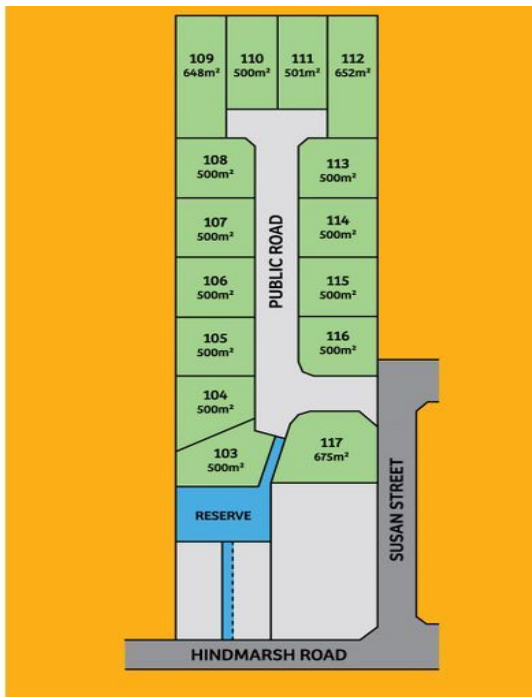 109
648m²
110
500m²
111
501m²
112
652m²
108
500m²
113
500m²
107
500m²
114
500m²
PUBLIC ROAD
106
500m²
115
500m²
105
500m²
116
500m²
104
500m²
103
500m²
117
675m²
RESERVE
SUSAN STREET
HINDMARSH ROAD